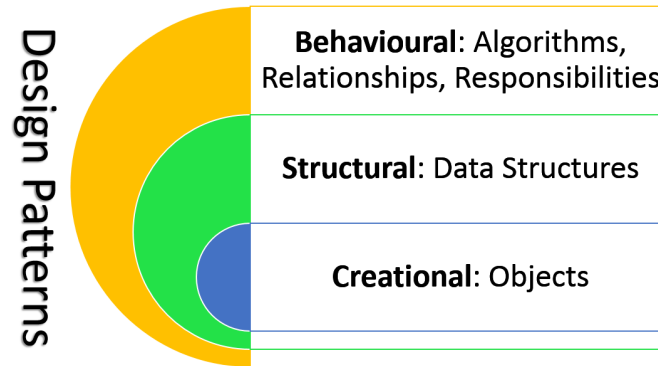 Design Patterns
Behavioural: Algorithms,
Relationships, Responsibilities
Structural: Data Structures
Creational: Objects